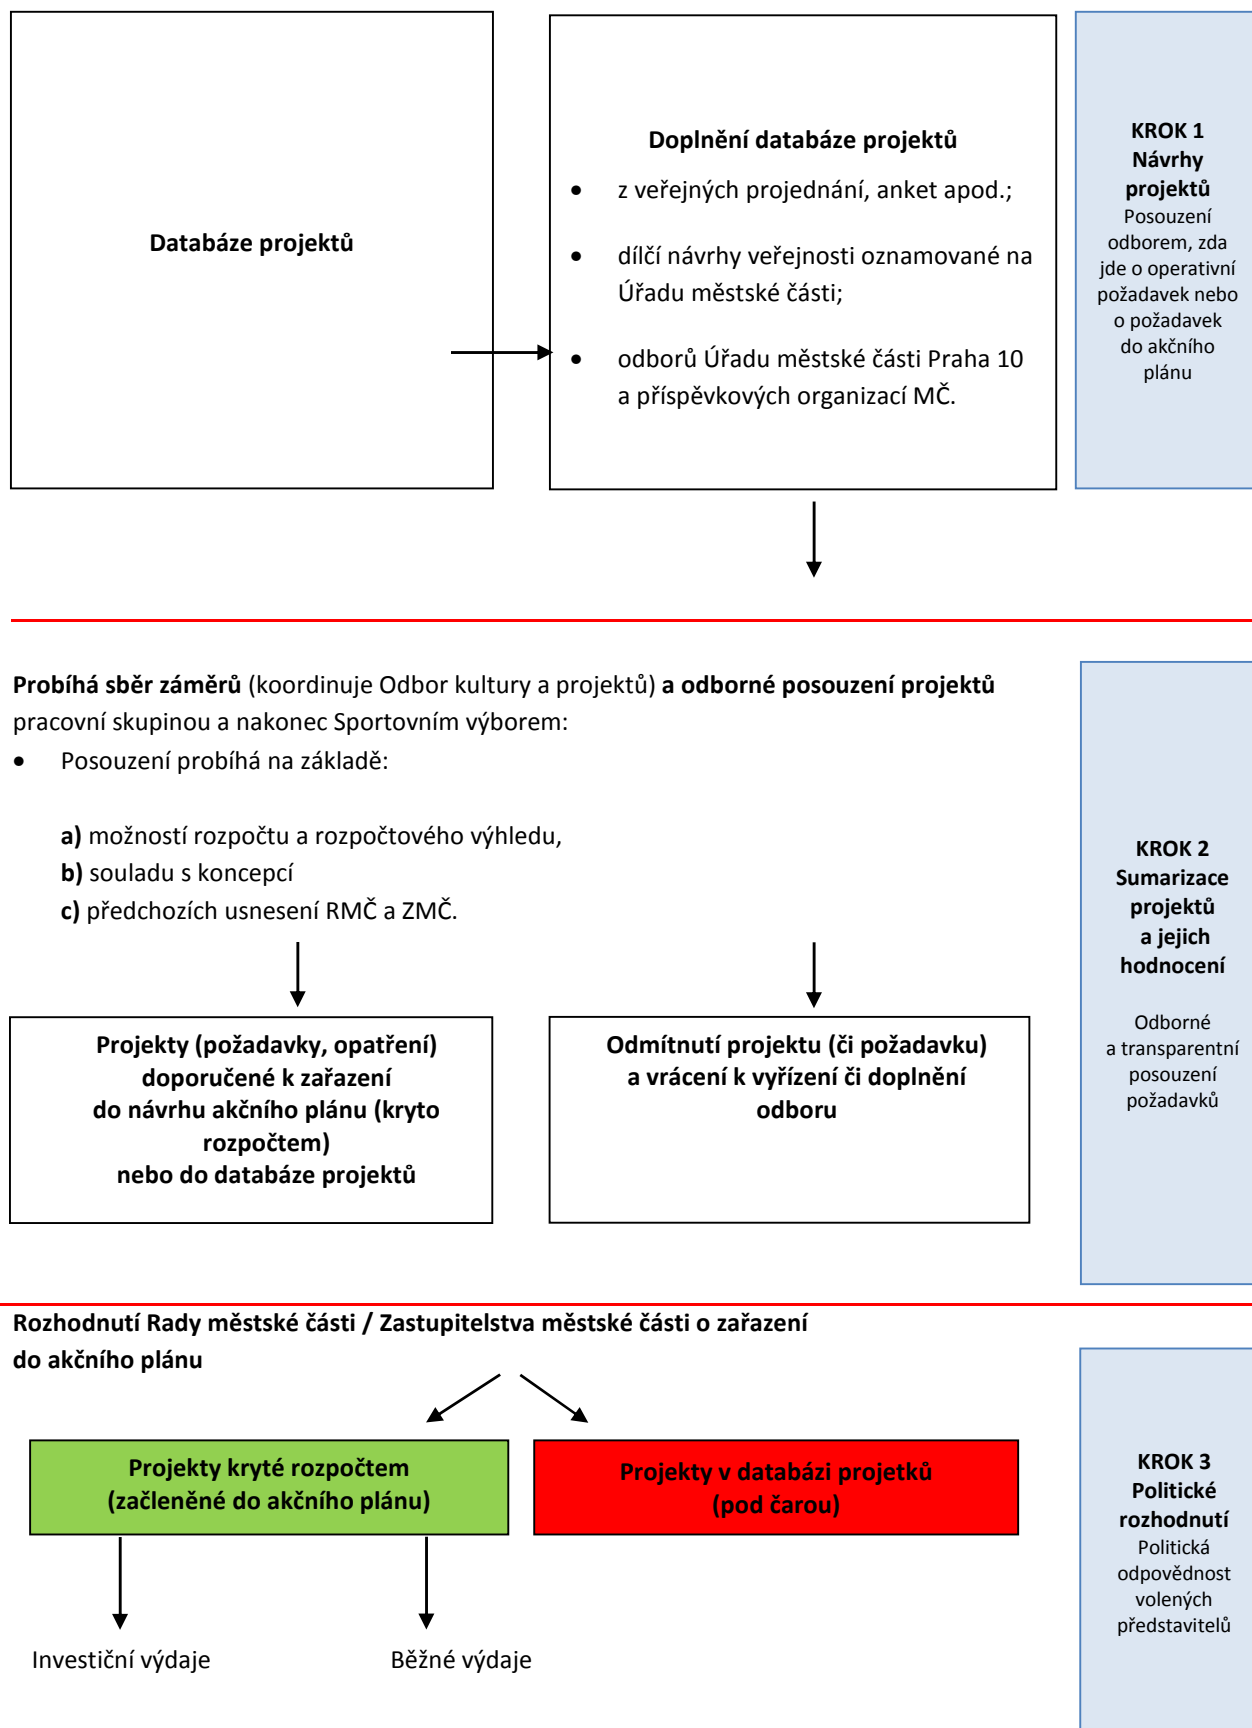 Databáze projektů
Doplnění databáze projektů
• z veřejných projednání, anket apod.;
• dílčí návrhy veřejnosti oznamované na
Úřadu městské části;
• odborů Úřadu městské části Praha 10
a příspěvkových organizací MČ.
KROK 1
Návrhy
projektů
Posouzení
odborem, zda
jde o operativní
požadavek nebo
o požadavek
do akčního
plánu
Probíhá sběr záměrů (koordinuje Odbor kultury a projektů) a odborné posouzení projektů
pracovní skupinou a nakonec Sportovním výborem:
• Posouzení probíhá na základě:
a) možností rozpočtu a rozpočtového výhledu,
b) souladu s koncepcí
c) předchozích usnesení RMČ a ZMČ.
Projekty (požadavky, opatření)
doporučené k zařazení
do návrhu akčního plánu (kryto
rozpočtem)
nebo do databáze projektů
Odmítnutí projektu (či požadavku)
a vrácení k vyřízení či doplnění
odboru
KROK 2
Sumarizace
projektů
a jejich
hodnocení
Odborné
a transparentní
posouzení
požadavků
Rozhodnutí Rady městské části / Zastupitelstva městské části o zařazení
do akčního plánu
Projekty kryté rozpočtem
(začleněné do akčního plánu)
Projekty v databázi projetků
(pod čarou)
Investiční výdaje
Běžné výdaje
KROK 3
Politické
rozhodnutí
Politická
odpovědnost
volených
představitelů